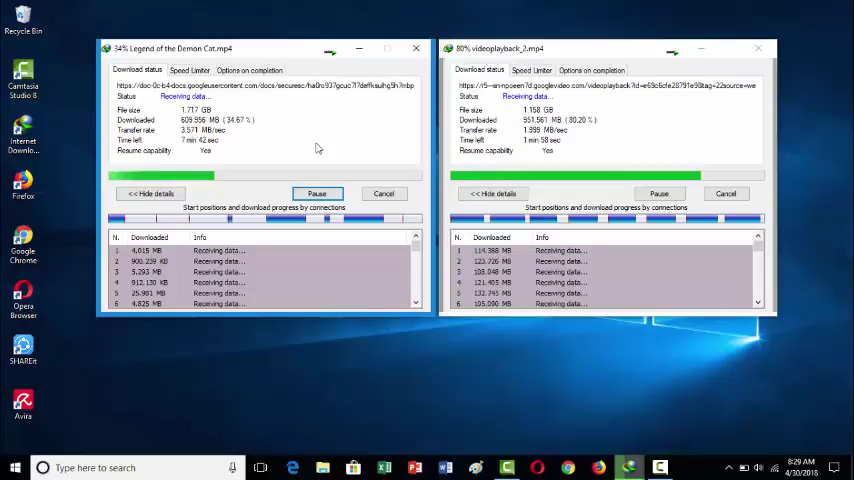 Recycle Bin
Camtasia
Studio 8
Internet
Downlo...
Firefox
Google
Chrome
Opera
Browser
SHAREit
Avira
34% Legend of the Demon Cat.mp4
Download status
Speed Limiter
Options on completion
Status
Receiving data...
File size
1.717 GB
Downloaded
609.956 MB ( 34.67 % )
Transfer rate
3.571 MB/sec
Time left
7 min 42 sec
Resume capability
Yes
<< Hide details
Pause
Cancel
Start positions and download progress by connections
N. Downloaded Info
1 4.015 MB Receiving data...
2 900.239 KB Receiving data...
3 5.293 MB Receiving data...
4 912.130 KB Receiving data...
5 25.981 MB Receiving data...
6 4.825 MB Receiving data...
80% videoplayback_2.mp4
Download status
Speed Limiter
Options on completion
Status
Receiving data...
File size
1.158 GB
Downloaded
951.561 MB ( 80.20 % )
Transfer rate
1.999 MB/sec
Time left
1 min 58 sec
Resume capability
Yes
<< Hide details
Pause
Cancel
Start positions and download progress by connections
N. Downloaded Info
1 114.388 MB Receiving data...
2 123.726 MB Receiving data...
3 108.048 MB Receiving data...
4 121.405 MB Receiving data...
5 132.745 MB Receiving data...
6 105.090 MB Receiving data...
Type here to search
8:29 AM
4/30/2018